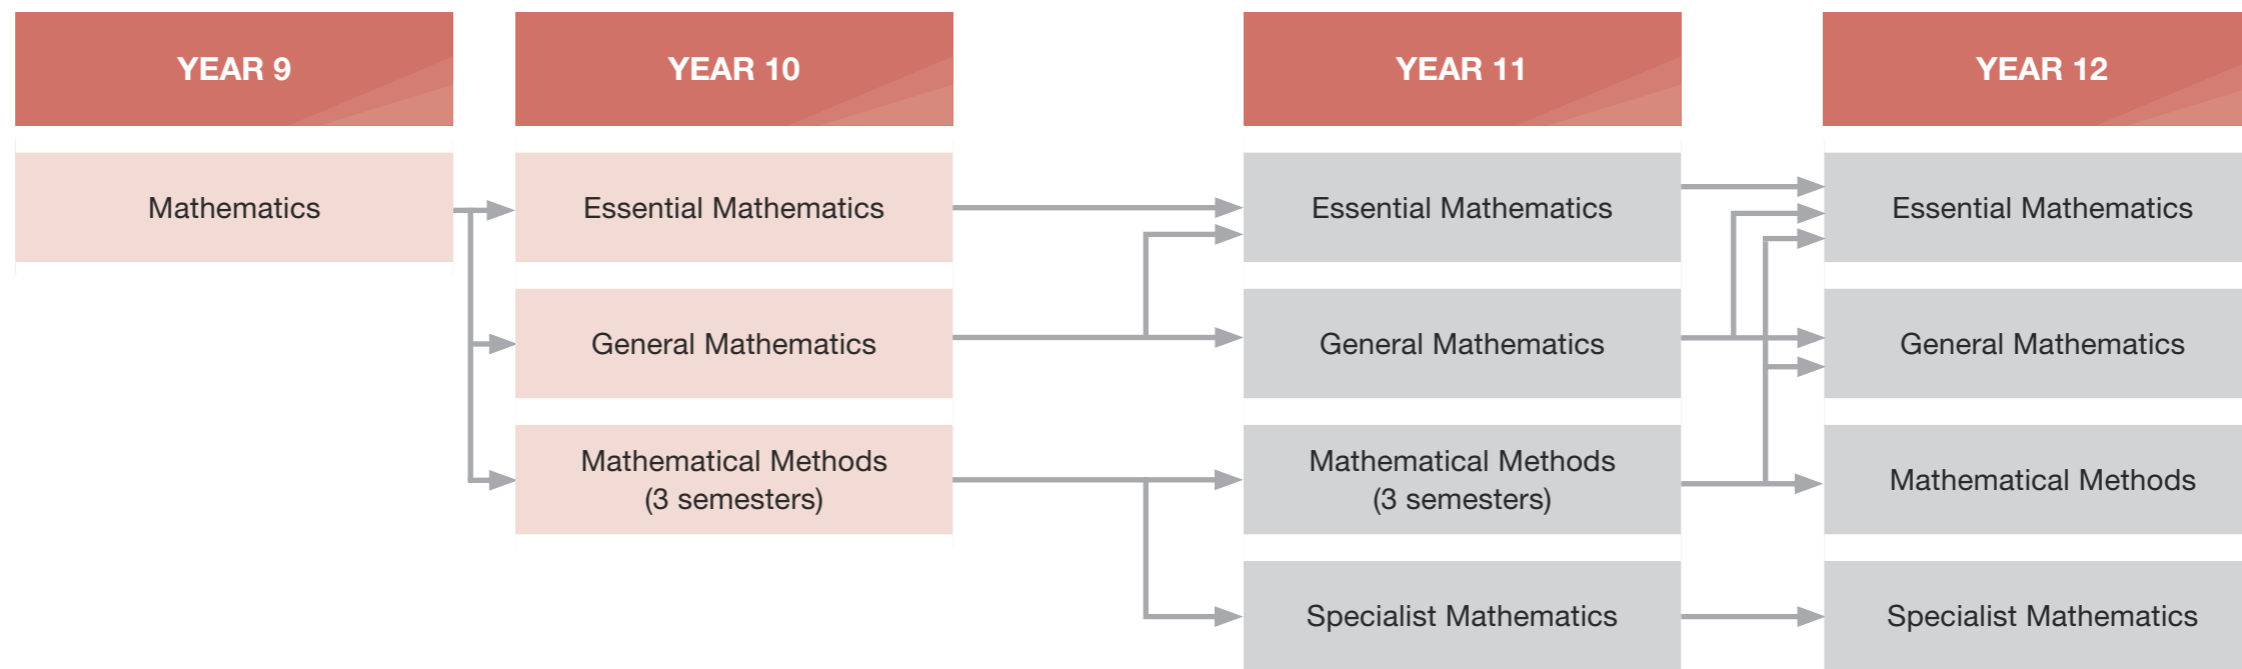 YEAR 9
YEAR 10
YEAR 11
YEAR 12
Mathematics
Essential Mathematics
Essential Mathematics
Essential Mathematics
General Mathematics
General Mathematics
General Mathematics
Mathematical Methods
(3 semesters)
Mathematical Methods
(3 semesters)
Mathematical Methods
Specialist Mathematics
Specialist Mathematics